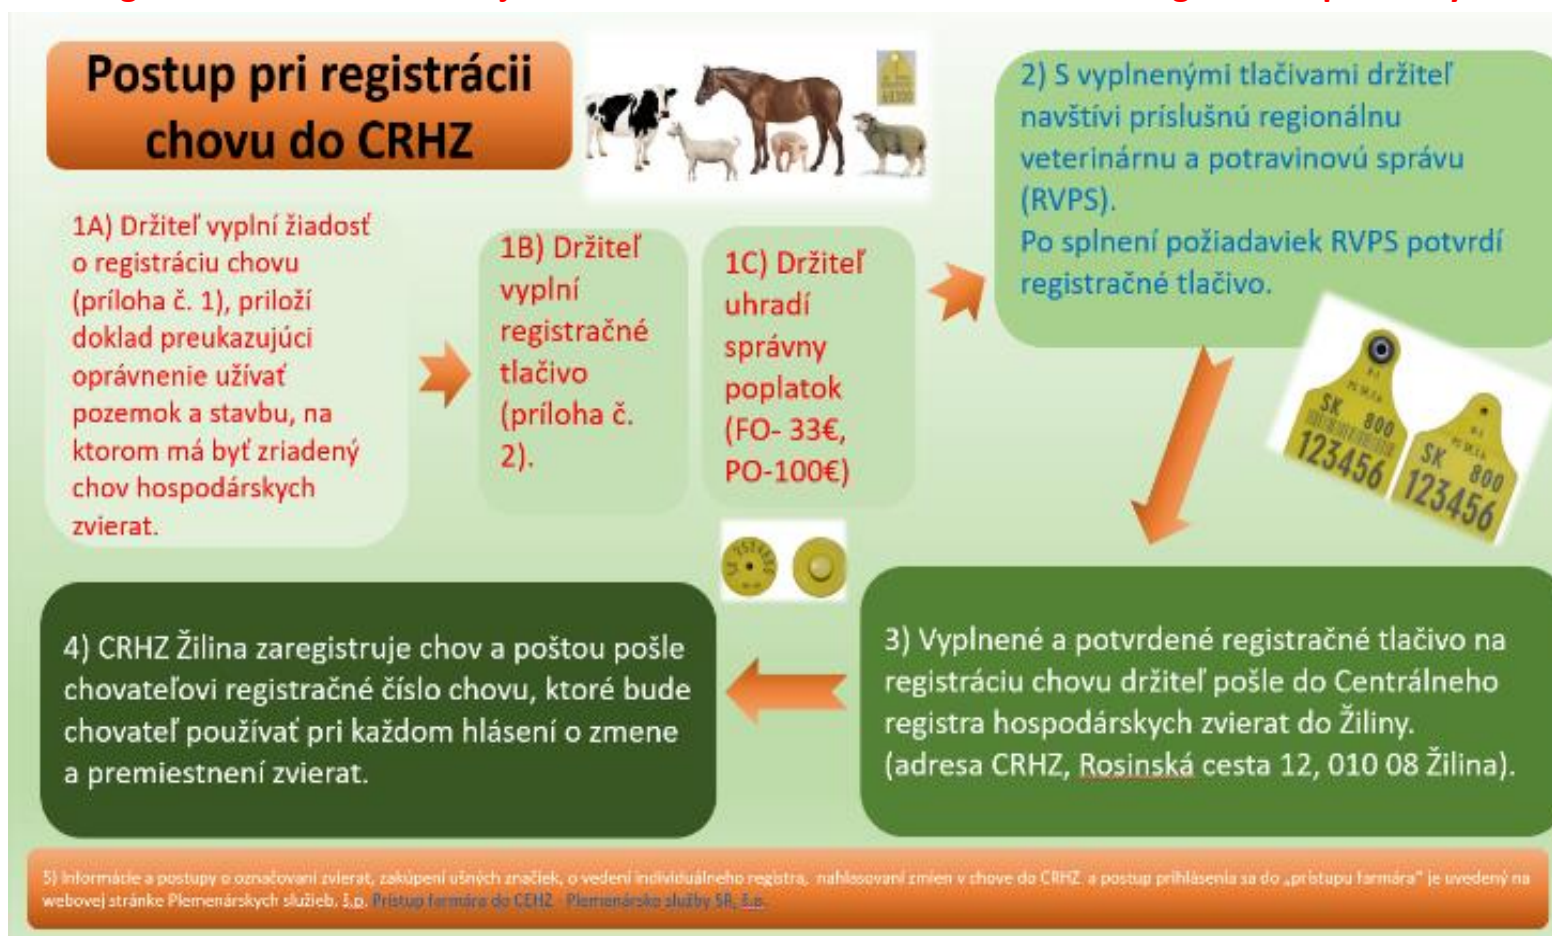 Postup pri registrácii
chovu do CRHZ
1A) Držiteľ vyplní žiadosť
o registráciu chovu
(príloha č. 1), priloží
doklad preukazujúci
oprávnenie užívať
pozemok a stavbu, na
ktorom má byť zriadený
chov hospodárskych
zvierat.
1B) Držiteľ
vyplní
registračné
tlačivo
(príloha č.
2).
1C) Držiteľ
uhradí
správny
poplatok
(FO- 33€,
PO-100€)
2) S vyplnenými tlačivami držiteľ
navštívi príslušnú regionálnu
veterinárnu a potravinovú správu
(RVPS).
Po splnení požiadaviek RVPS potvrdí
registračné tlačivo.
SK 800
123456
SK 800
123456
3) Vyplnené a potvrdené registračné tlačivo na
registráciu chovu držiteľ pošle do Centrálneho
registra hospodárskych zvierat do Žiliny.
(adresa CRHZ, Rosinská cesta 12, 010 08 Žilina).
4) CRHZ Žilina zaregistruje chov a poštou pošle
chovateľovi registračné číslo chovu, ktoré bude
chovateľ používať pri každom hlásení o zmene
a premiestnení zvierat.
5) Informácie a postupy o označovaní zvierat, zakúpení ušných značiek, o vedení individuálneho registra, nahlasovaní zmien v chove do CRHZ a postup prihlásenia sa do „prístupu farmára" je uvedený na
webovej stránke Plemenárskych služieb, š.p. Prístup farmára do CEHZ - Plemenárske služby SR, š.p.